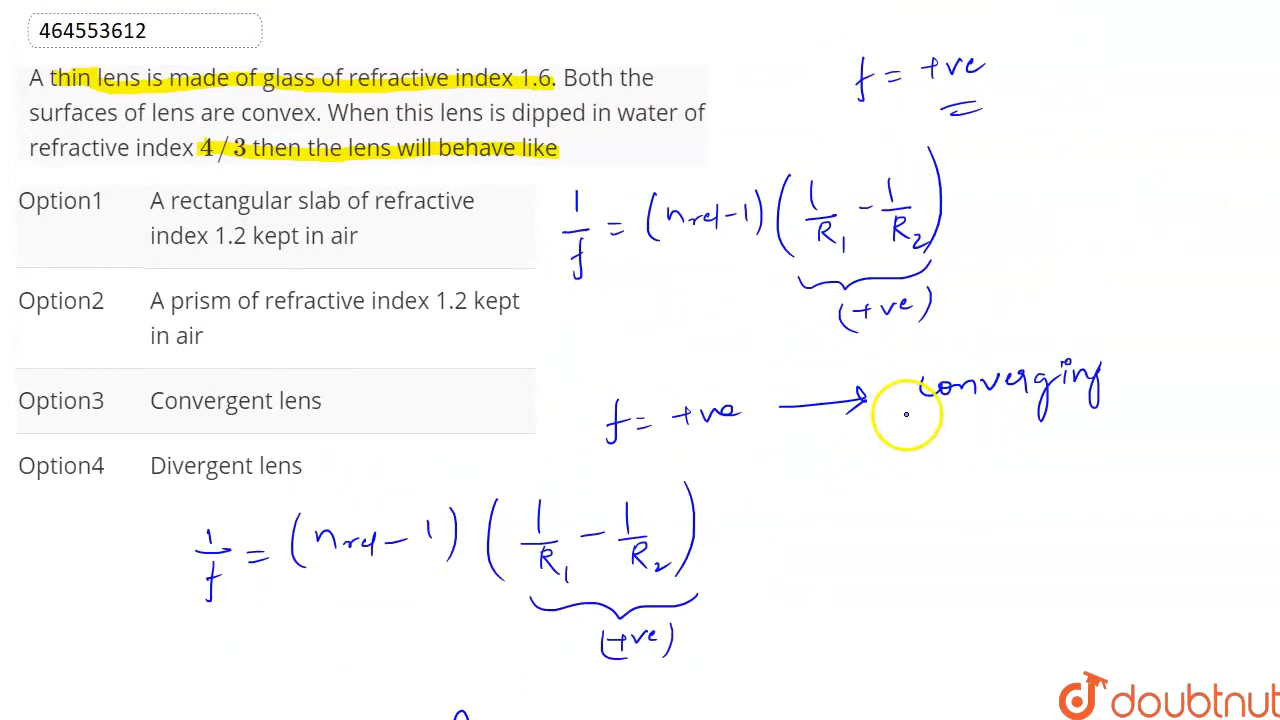 464553612
A thin lens is made of glass of refractive index 1.6. Both the
surfaces of lens are convex. When this lens is dipped in water of
refractive index 4 / 3 then the lens will behave like
Option1 A rectangular slab of refractive
index 1.2 kept in air
Option2 A prism of refractive index 1.2 kept
in air
Option3 Convergent lens
Option4 Divergent lens
f = +ve
1/f = (nrel - 1) (1/R1 - 1/R2)
(+ve)
f = +ve → converging
1/f = (nrel - 1) (1/R1 - 1/R2)
(+ve)
doubtnut